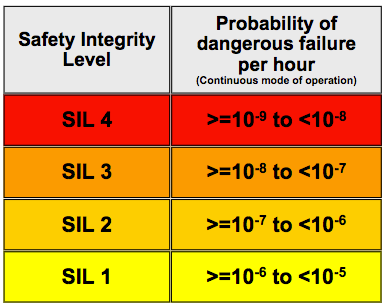 Safety Integrity
Level
Probability of
dangerous failure
per hour
(Continuous mode of operation)
SIL 4
>=10-9 to <10-8
SIL 3
>=10-8 to <10-7
SIL 2
>=10-7 to <10-6
SIL 1
>=10-6 to <10-5